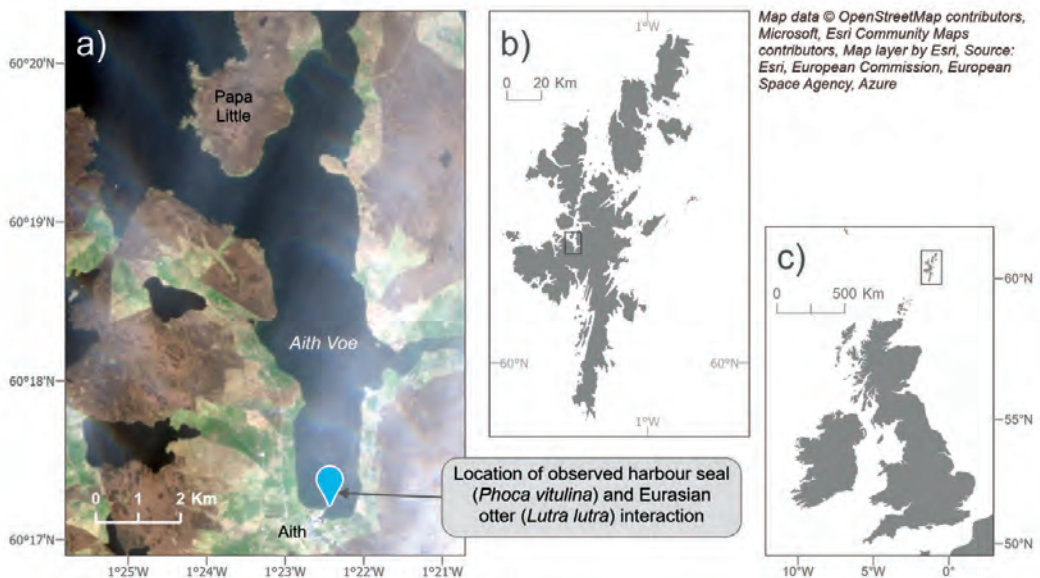 a)
60°20'N
60°19'N
60°18'N
60°17'N
Papa
Little
Aith Voe
0 1 2 Km
Aith
1°25'W 1°24'W 1°23'W 1°22'W 1°21'W
Location of observed harbour seal
(Phoca vitulina) and Eurasian
otter (Lutra lutra) interaction
b)
1°W
0 20 Km
60°N 60°N
1°W
Map data © OpenStreetMap contributors,
Microsoft, Esri Community Maps
contributors, Map layer by Esri, Source:
Esri, European Commission, European
Space Agency, Azure
c)
0 500 Km
60°N
55°N
50°N
10°W 5°W 0°